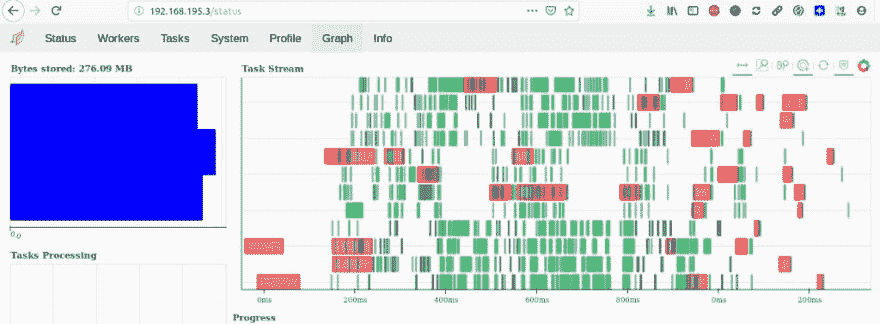 192.168.195.3/status
Status Workers Tasks System Profile Graph Info
Bytes stored: 276.09 MB
Task Stream
0.0
Tasks Processing
0ms 200ms 400ms 600ms 800ms 0ms 200ms
Progress